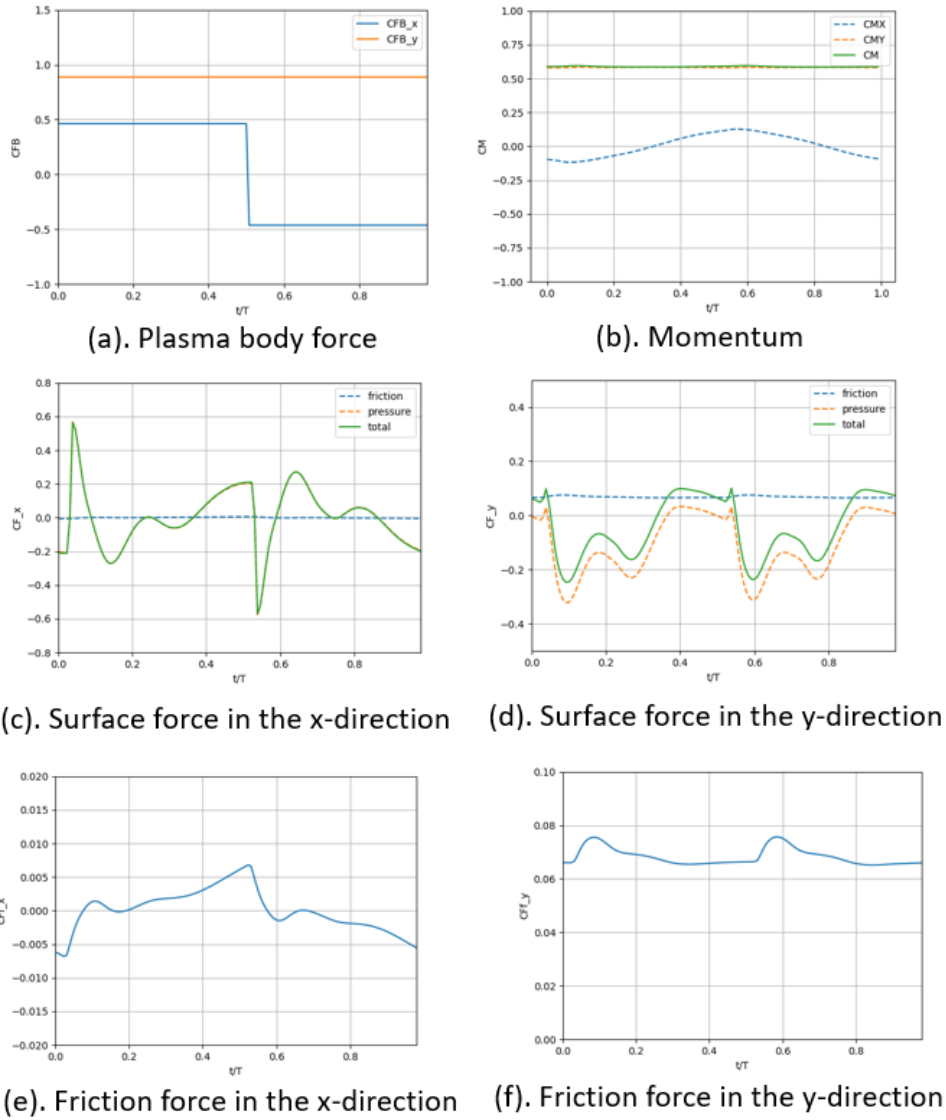 1.5
1.0
0.5
0.0
−0.5
−1.0
CFB
0.0 0.2 0.4 0.6 0.8
t/T
CFB_x
CFB_y
(a). Plasma body force
1.00
0.75
0.50
0.25
0.00
−0.25
−0.50
−0.75
−1.00
CM
0.0 0.2 0.4 0.6 0.8 1.0
t/T
CMX
CMY
CM
(b). Momentum
0.8
0.6
0.4
0.2
0.0
−0.2
−0.4
−0.6
−0.8
CF_x
0.0 0.2 0.4 0.6 0.8
t/T
friction
pressure
total
(c). Surface force in the x-direction
0.4
0.2
0.0
−0.2
−0.4
CF_y
0.0 0.2 0.4 0.6 0.8
t/T
friction
pressure
total
(d). Surface force in the y-direction
0.020
0.015
0.010
0.005
0.000
−0.005
−0.010
−0.015
−0.020
0.0 0.2 0.4 0.6 0.8
t/T
(e). Friction force in the x-direction
0.10
0.08
0.06
0.04
0.02
0.00
CFf_y
0.0 0.2 0.4 0.6 0.8
t/T
(f). Friction force in the y-direction